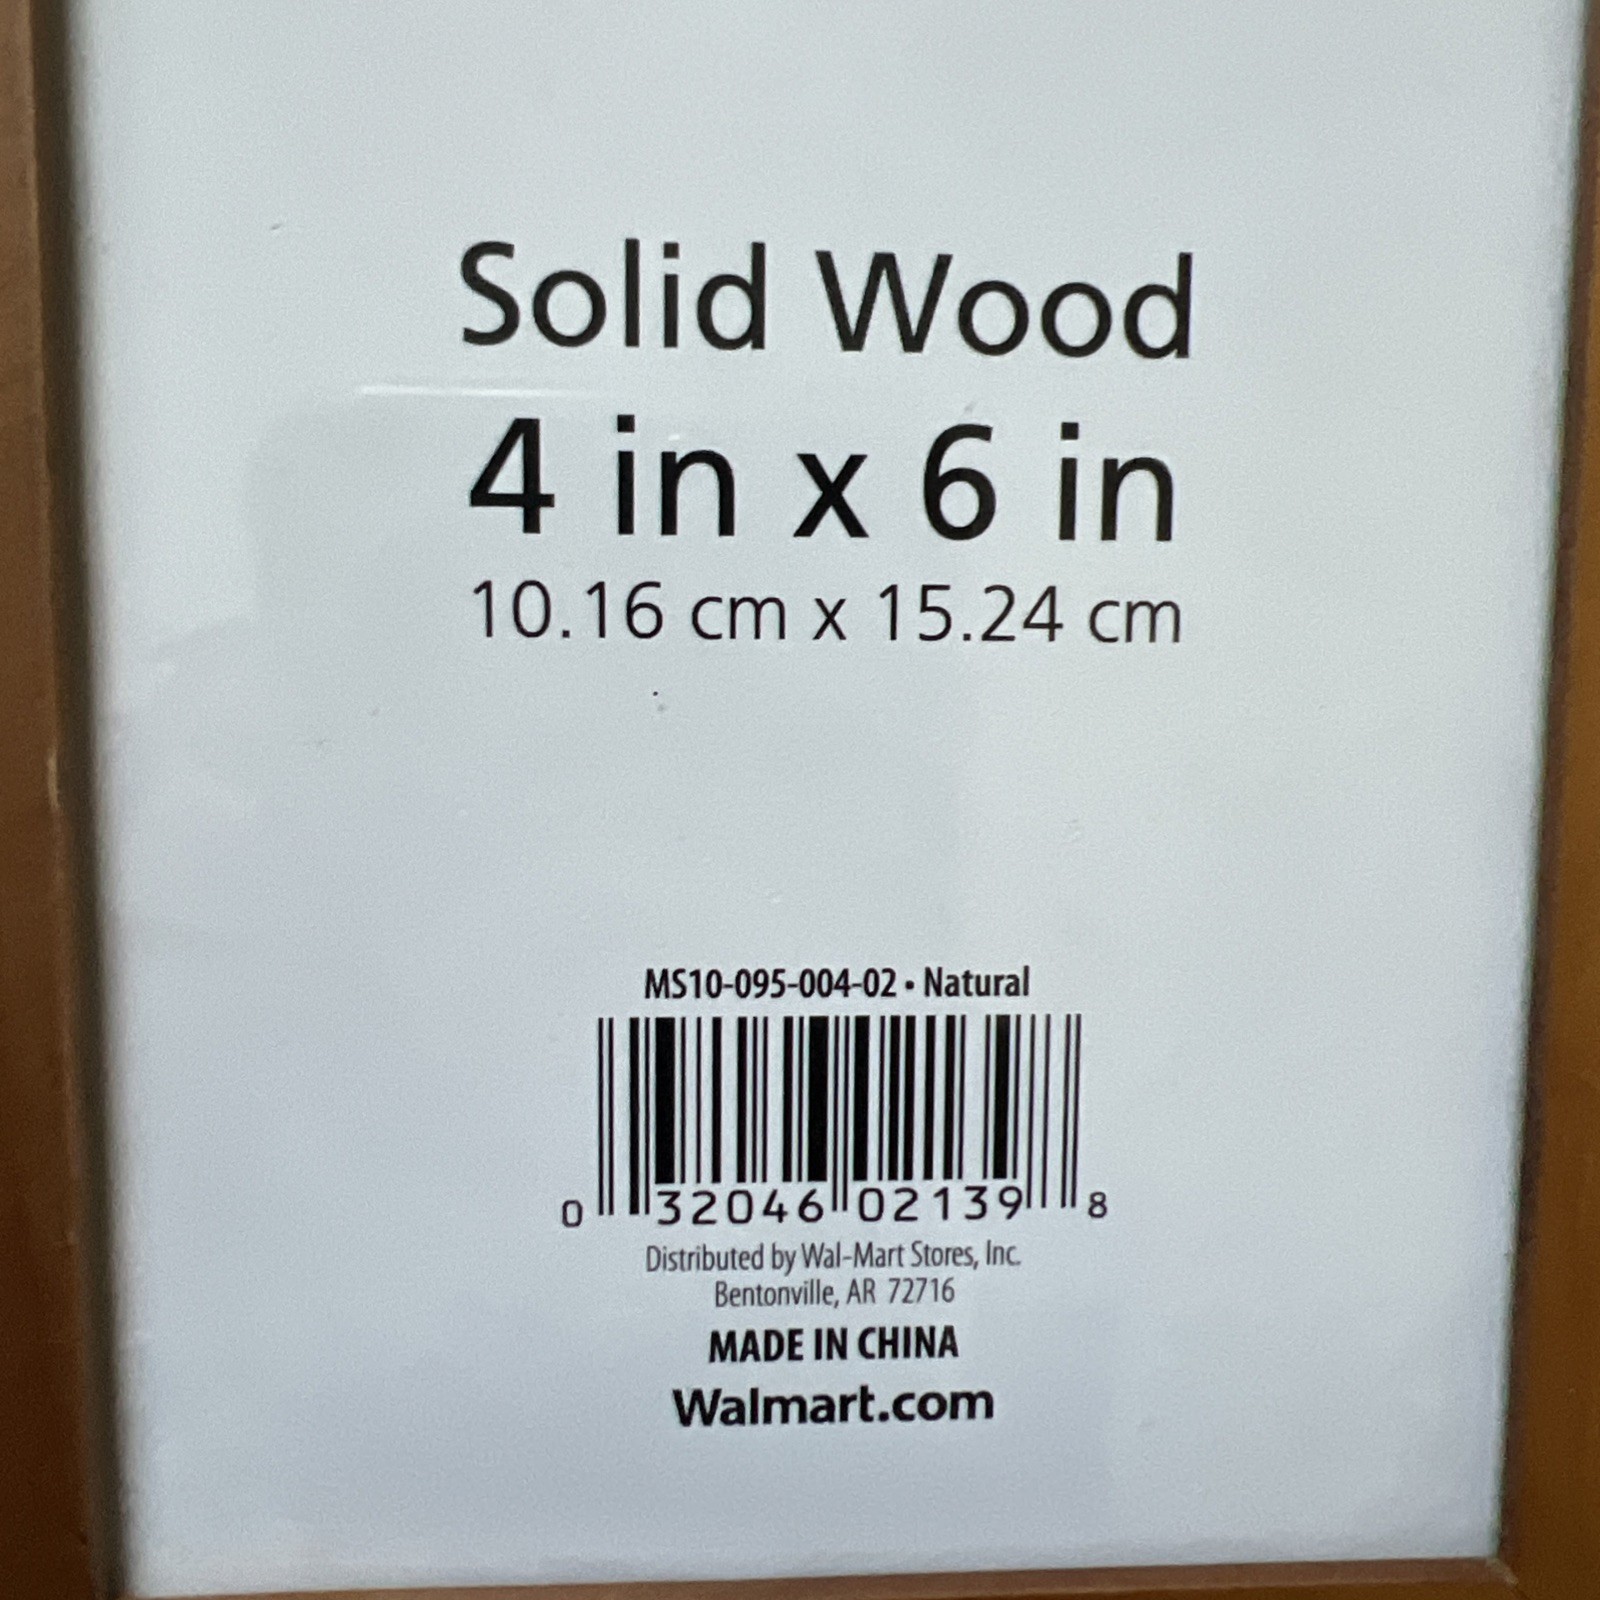 Solid Wood
4 in x 6 in
10.16 cm x 15.24 cm
MS10-095-004-02 • Natural
0 32046 02139 8
Distributed by Wal-Mart Stores, Inc.
Bentonville, AR 72716
MADE IN CHINA
Walmart.com